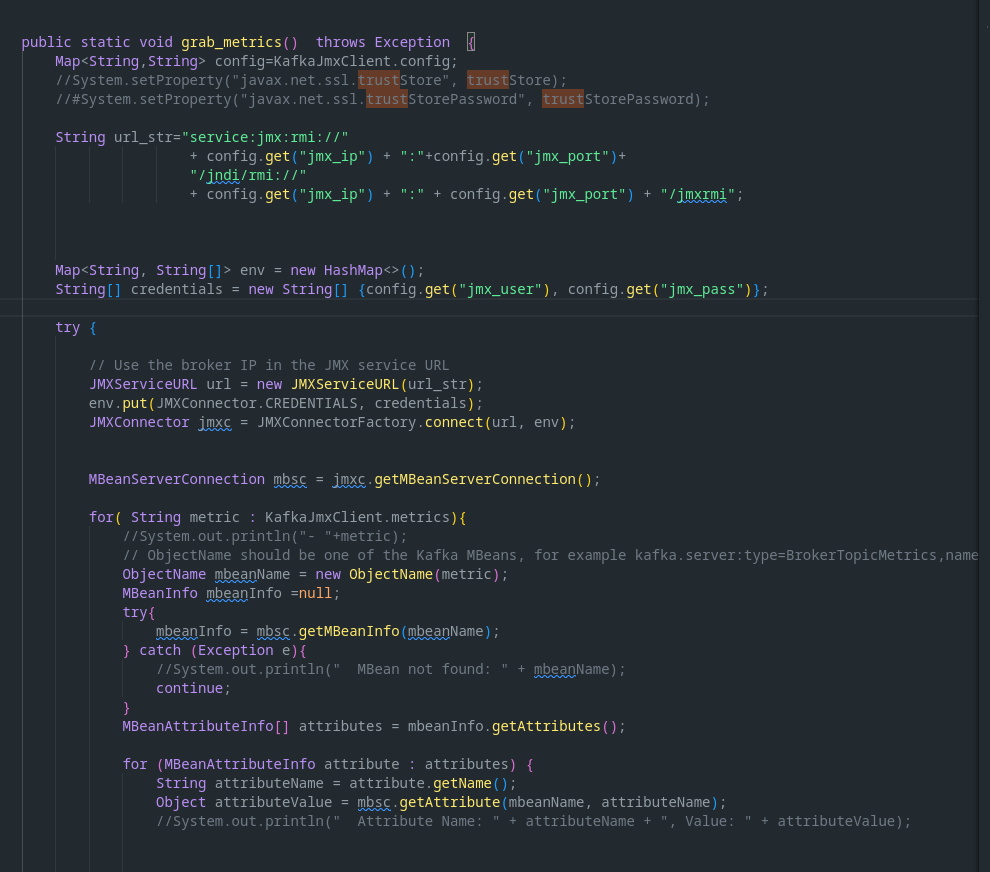 public static void grab_metrics()  throws Exception  {
    Map<String,String> config=KafkaJmxClient.config;
    //System.setProperty("javax.net.ssl.trustStore", trustStore);
    //#System.setProperty("javax.net.ssl.trustStorePassword", trustStorePassword);
    String url_str="service:jmx:rmi://"
                    + config.get("jmx_ip") + ":"+config.get("jmx_port")+
                    "/jndi/rmi://"
                    + config.get("jmx_ip") + ":" + config.get("jmx_port") + "/jmxrmi";
    Map<String, String[]> env = new HashMap<>();
    String[] credentials = new String[] {config.get("jmx_user"), config.get("jmx_pass")};
    try {
        // Use the broker IP in the JMX service URL
        JMXServiceURL url = new JMXServiceURL(url_str);
        env.put(JMXConnector.CREDENTIALS, credentials);
        JMXConnector jmxc = JMXConnectorFactory.connect(url, env);
        MBeanServerConnection mbsc = jmxc.getMBeanServerConnection();
        for( String metric : KafkaJmxClient.metrics){
            //System.out.println("- "+metric);
            // ObjectName should be one of the Kafka MBeans, for example kafka.server:type=BrokerTopicMetrics,name
            ObjectName mbeanName = new ObjectName(metric);
            MBeanInfo mbeanInfo =null;
            try{
                mbeanInfo = mbsc.getMBeanInfo(mbeanName);
            } catch (Exception e){
                //System.out.println("  MBean not found: " + mbeanName);
                continue;
            }
            MBeanAttributeInfo[] attributes = mbeanInfo.getAttributes();
            for (MBeanAttributeInfo attribute : attributes) {
                String attributeName = attribute.getName();
                Object attributeValue = mbsc.getAttribute(mbeanName, attributeName);
                //System.out.println("  Attribute Name: " + attributeName + ", Value: " + attributeValue);